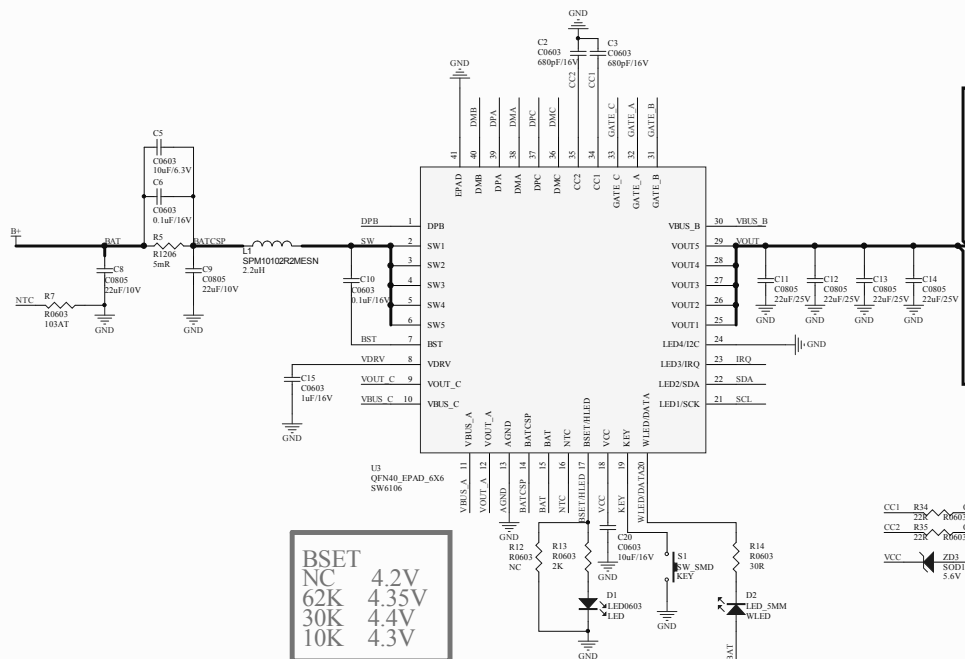 GND
C2
C0603
680pF/16V
C3
C0603
680pF/16V
GND
CC2
CC1
DMB
DPA
DMA
DPC
DMC
GATE_C
GATE_A
GATE_B
41
40
39
38
37
36
35
34
33
32
31
EPAD
DMB
DPA
DMA
DPC
DMC
CC2
CC1
GATE_C
GATE_A
GATE_B
C5
C0603
10uF/6.3V
C6
C0603
0.1uF/16V
B+
BAT
R5
R1206
5mR
BATCSP
L1
SPM10102R2MESN
2.2uH
C8
C0805
22uF/10V
GND
C9
C0805
22uF/10V
GND
NTC
R7
R0603
103AT
C10
C0603
0.1uF/16V
C15
C0603
1uF/16V
GND
DPB 1 DPB
SW 2 SW1
3 SW2
4 SW3
5 SW4
6 SW5
BST 7 BST
VDRV 8 VDRV
VOUT_C 9 VOUT_C
VBUS_C 10 VBUS_C
VBUS_B 30 VBUS_B
VOUT5 29 VOUT
VOUT4 28
VOUT3 27
VOUT2 26
VOUT1 25
LED4/I2C 24 GND
LED3/IRQ 23 IRQ
LED2/SDA 22 SDA
LED1/SCK 21 SCL
C11
C0805
22uF/25V
GND
C12
C0805
22uF/25V
GND
C13
C0805
22uF/25V
GND
C14
C0805
22uF/25V
GND
VBUS_A
VOUT_A
AGND
BATCSP
BAT
NTC
BSET/HLED
VCC
KEY
WLED/DATA
11
12
13
14
15
16
17
18
19
20
VBUS_A
VOUT_A
AGND
BATCSP
BAT
NTC
BSET/HLED
VCC
KEY
WLED/DATA
U3
QFN40_EPAD_6X6
SW6106
GND
R12
R0603
NC
R13
R0603
2K
C20
C0603
10uF/16V
GND
S1
SW_SMD
KEY
GND
R14
R0603
30R
D1
LED0603
LED
GND
D2
LED_5MM
WLED
BAT
BSET
NC 4.2V
62K 4.35V
30K 4.4V
10K 4.3V
CC1 R34
22R R0603
CC2 R35
22R R0603
VCC ZD3
SOD1
5.6V